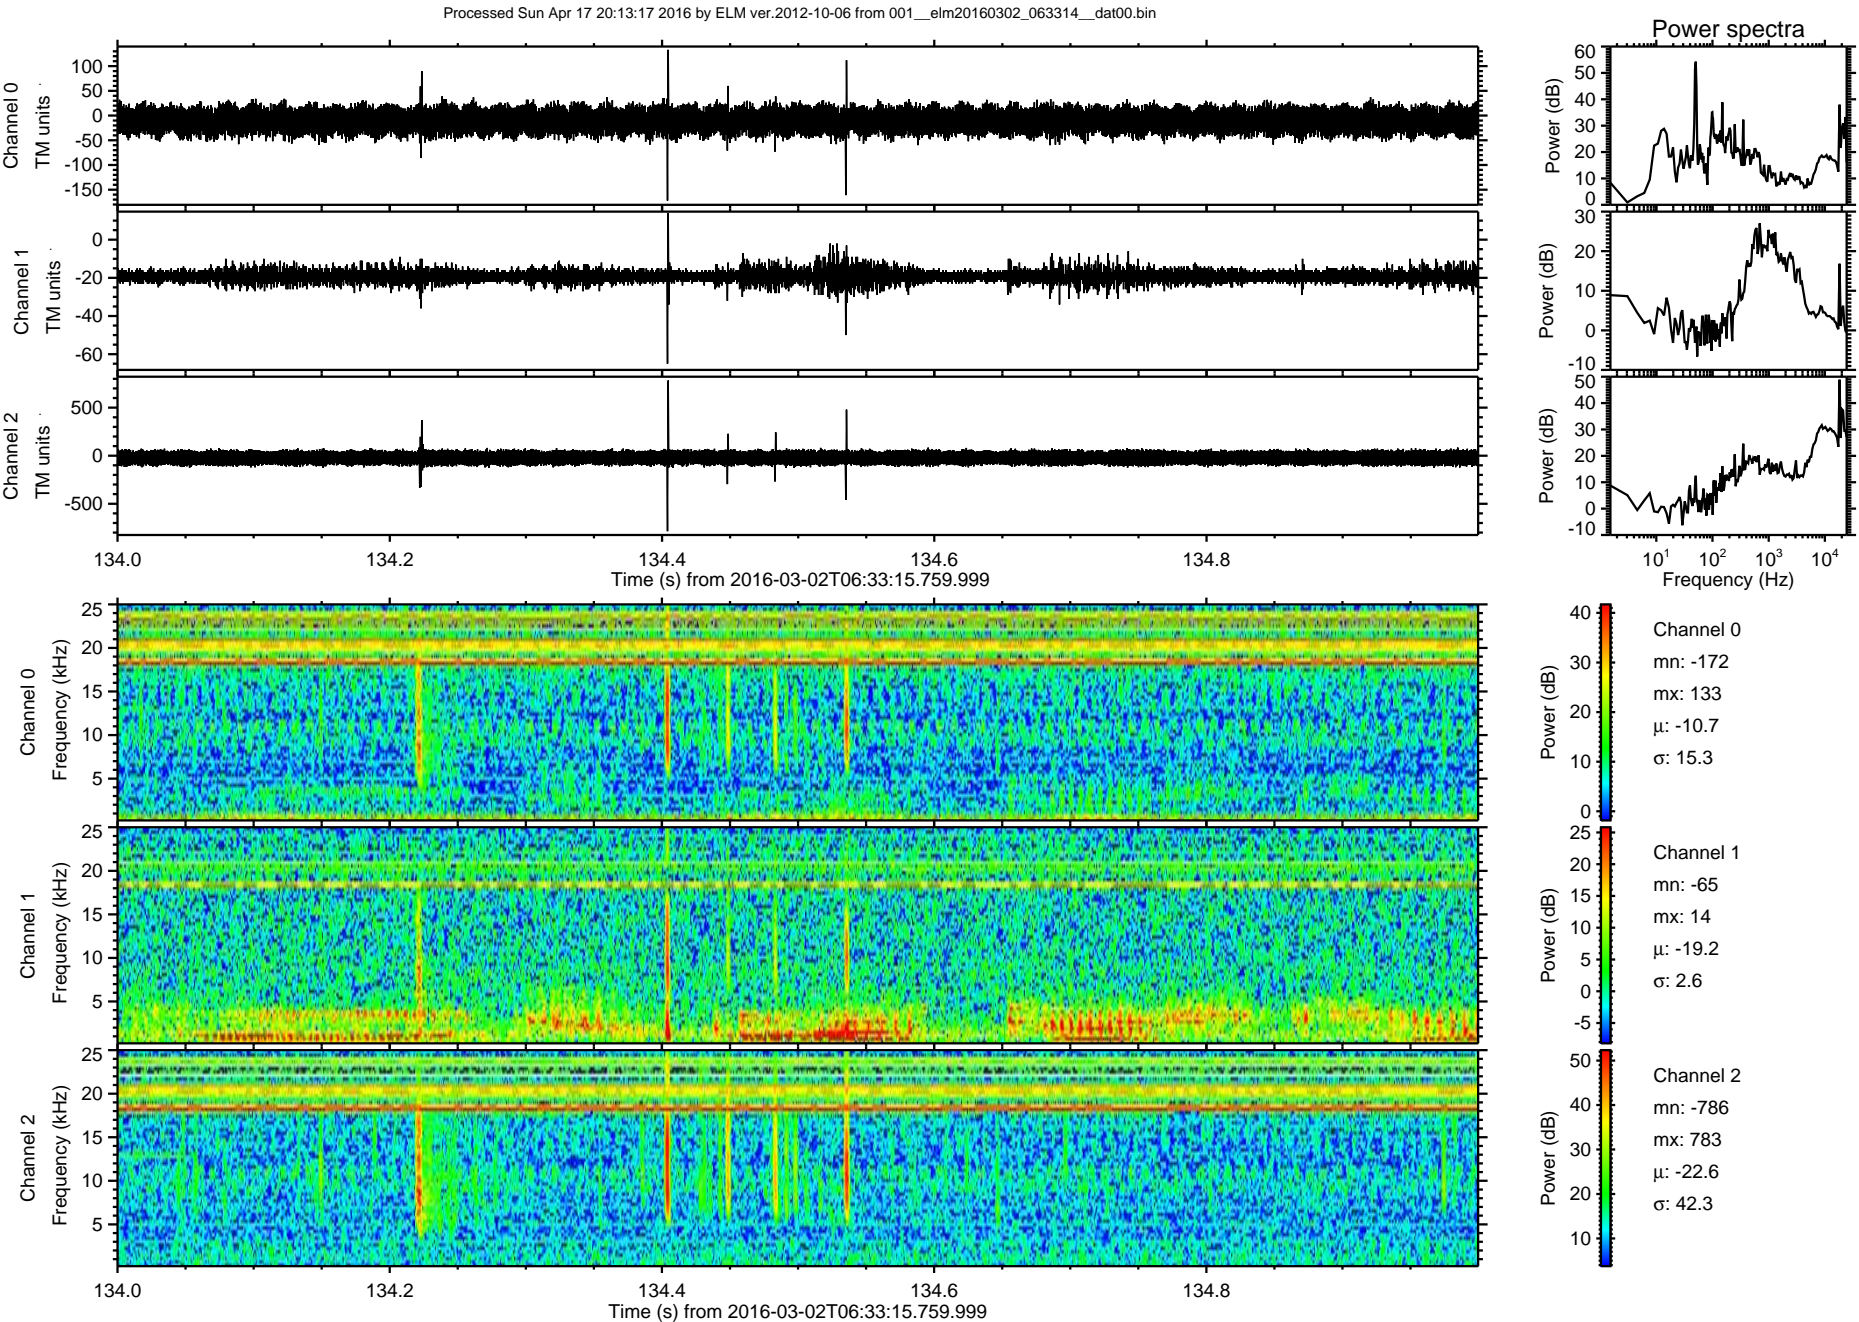 Processed Sun Apr 17 20:13:17 2016 by ELM ver.2012-10-06 from 001__elm20160302_063314__dat00.bin
Power spectra
Channel 0
TM units
100
50
0
-50
-100
-150
Power (dB)
60
50
40
30
20
10
0
Channel 1
TM units
0
-20
-40
-60
Power (dB)
30
20
10
0
-10
Channel 2
TM units
500
0
-500
Power (dB)
50
40
30
20
10
0
-10
134.0 134.2 134.4 134.6 134.8
Time (s) from 2016-03-02T06:33:15.759.999
10¹ 10² 10³ 10⁴
Frequency (Hz)
Channel 0
Frequency (kHz)
25
20
15
10
5
Power (dB)
40
30
20
10
0
Channel 0
mn: -172
mx: 133
μ: -10.7
σ: 15.3
Channel 1
Frequency (kHz)
25
20
15
10
5
Power (dB)
25
20
15
10
5
0
-5
Channel 1
mn: -65
mx: 14
μ: -19.2
σ: 2.6
Channel 2
Frequency (kHz)
25
20
15
10
5
Power (dB)
50
40
30
20
10
Channel 2
mn: -786
mx: 783
μ: -22.6
σ: 42.3
134.0 134.2 134.4 134.6 134.8
Time (s) from 2016-03-02T06:33:15.759.999